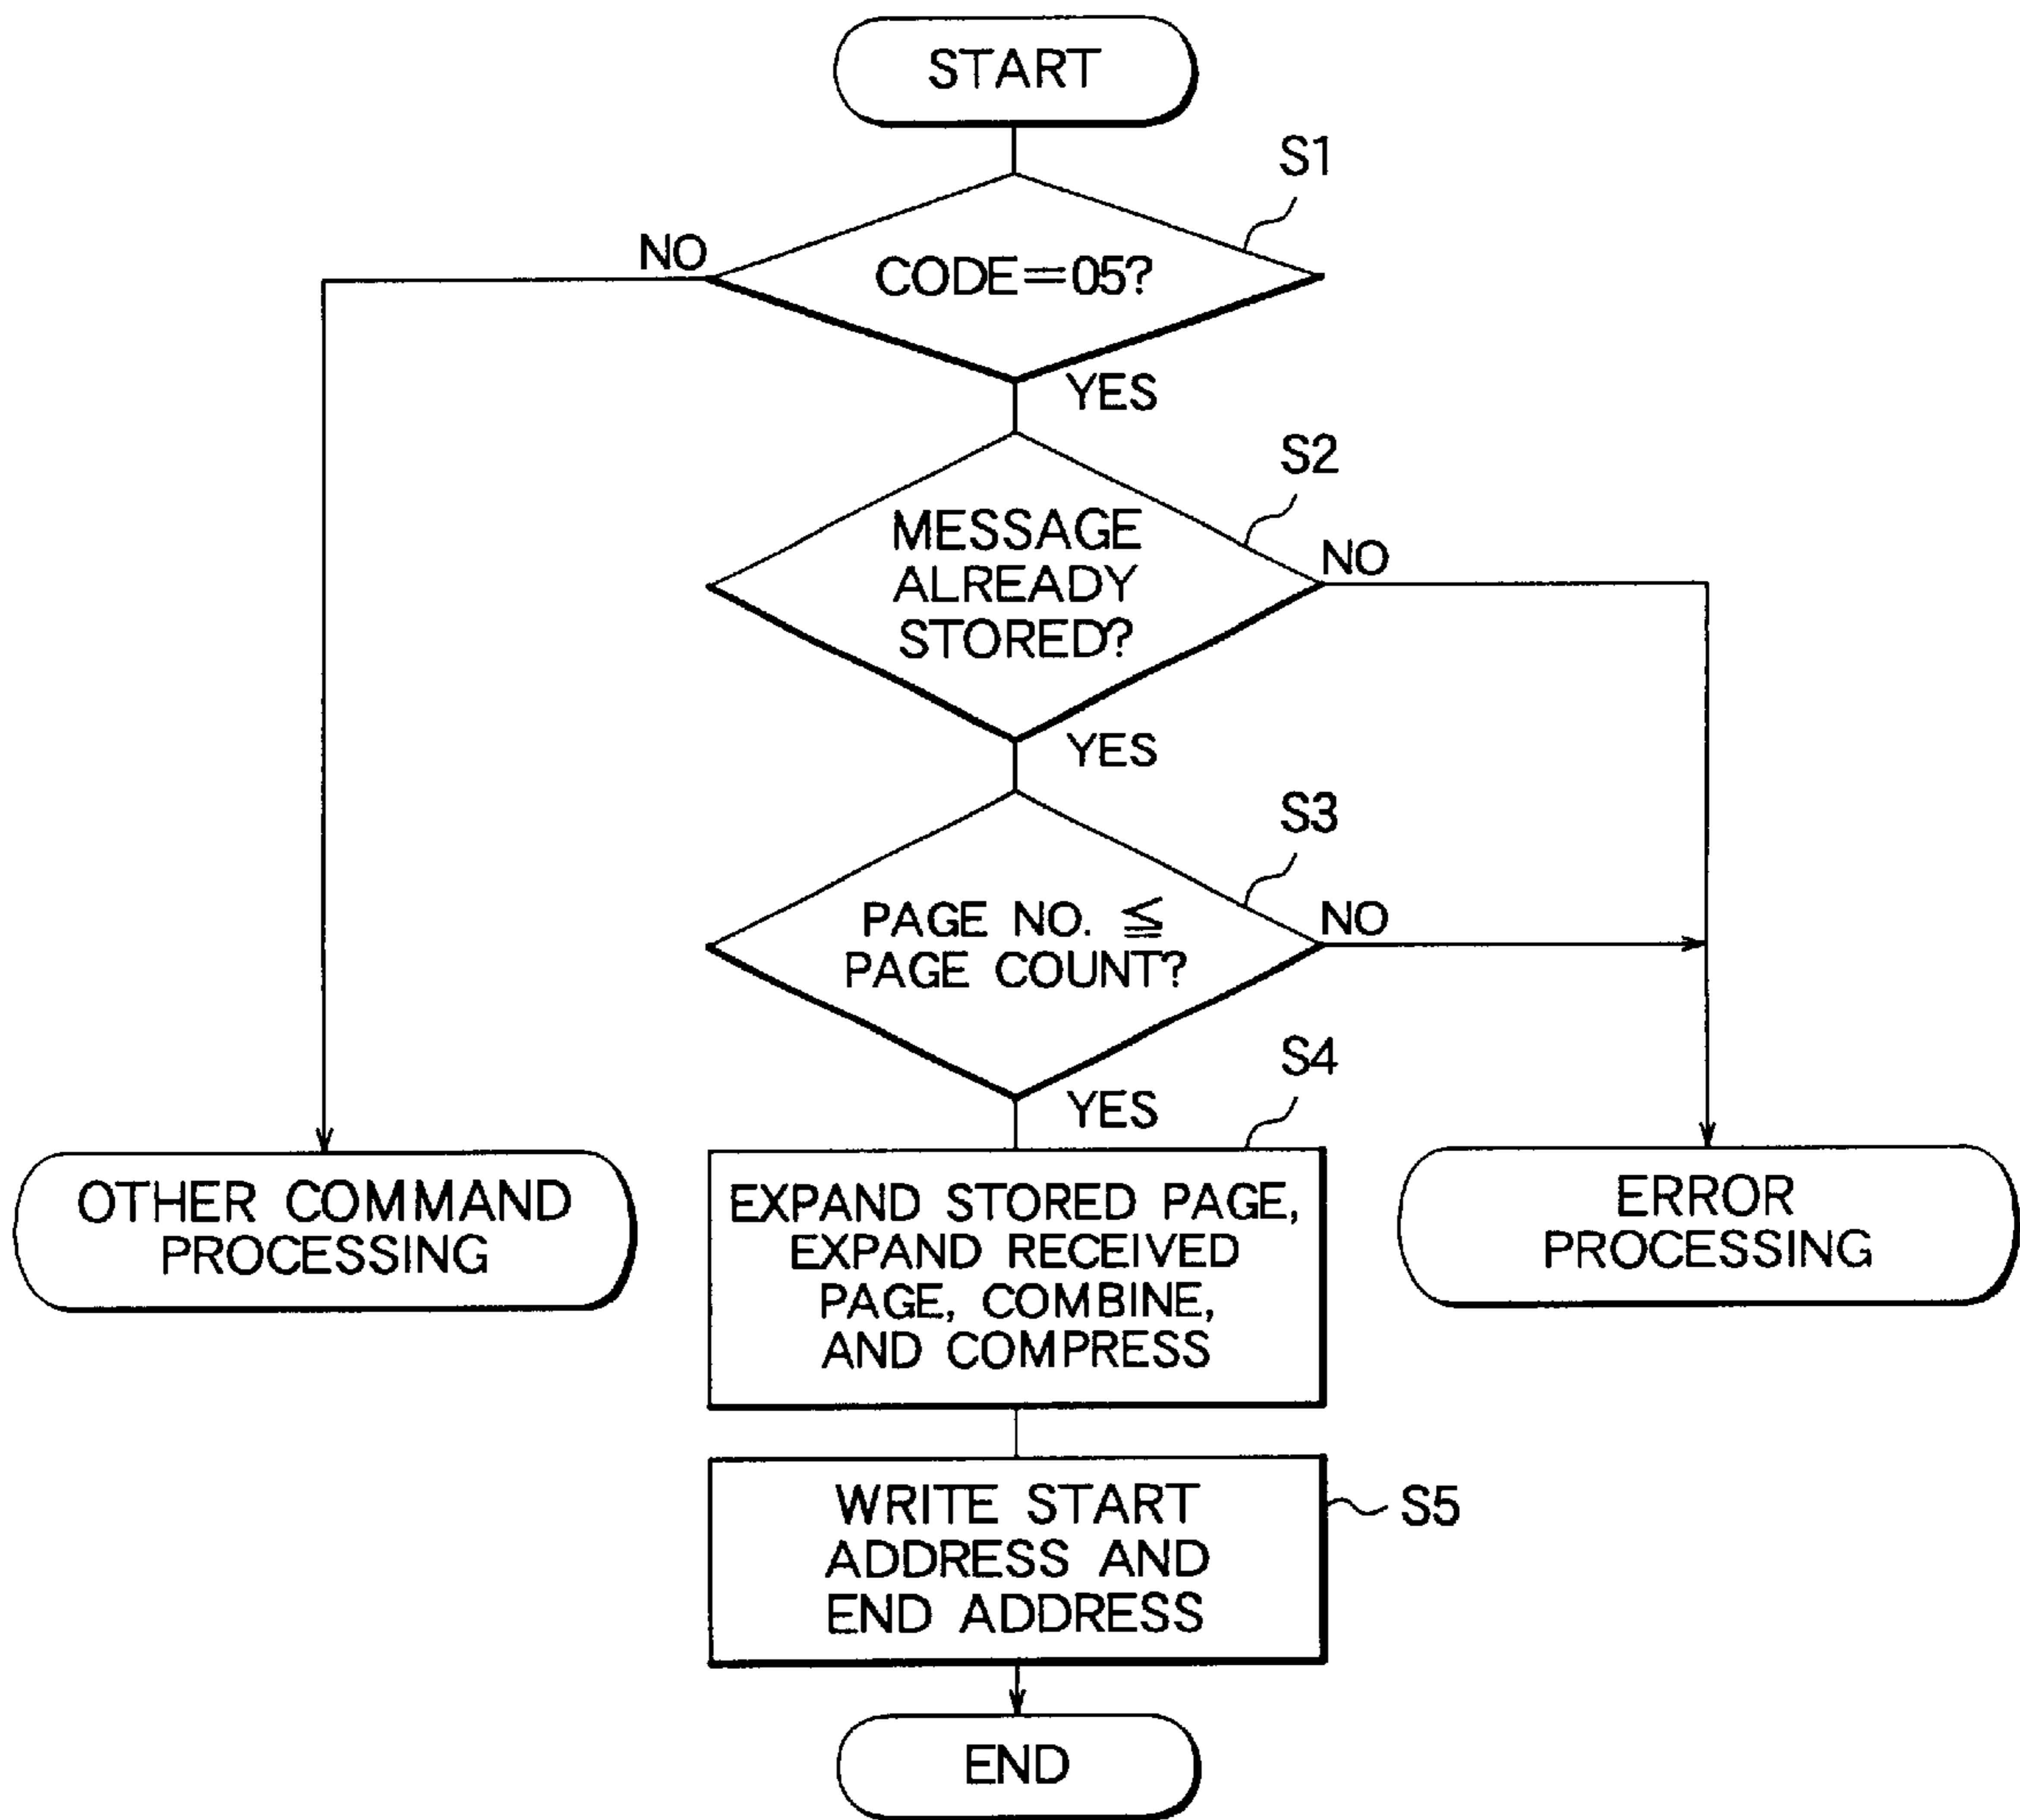 START
S1
NO
CODE=05?
YES
S2
MESSAGE
ALREADY
STORED?
NO
YES
S3
PAGE NO. ≦
PAGE COUNT?
NO
S4
YES
OTHER COMMAND
PROCESSING
EXPAND STORED PAGE,
EXPAND RECEIVED
PAGE, COMBINE,
AND COMPRESS
ERROR
PROCESSING
WRITE START
ADDRESS AND
END ADDRESS
S5
END